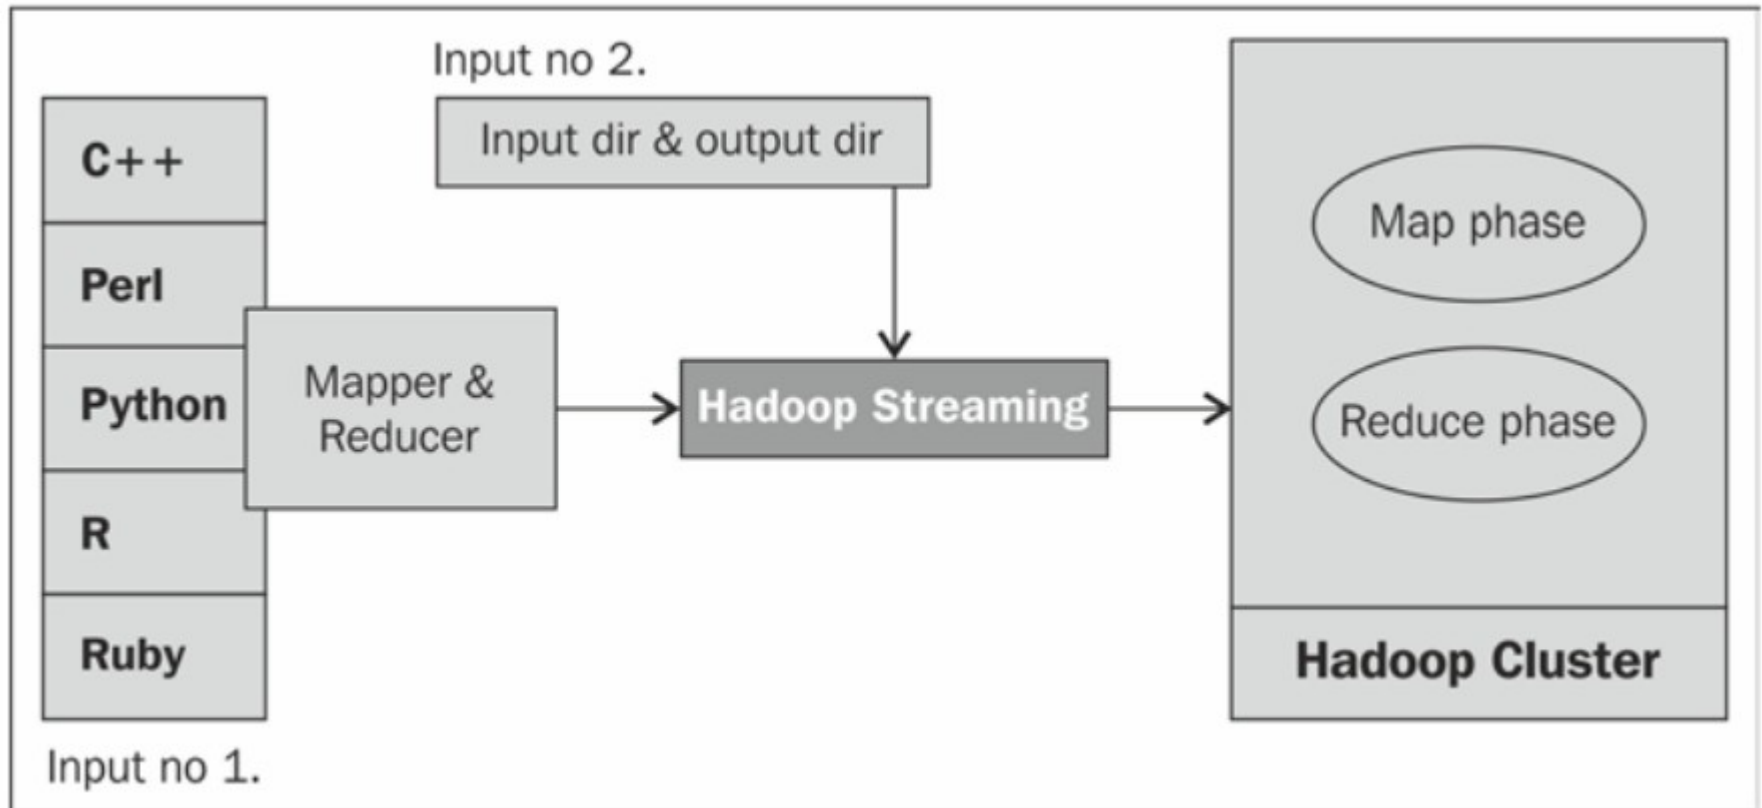 Input no 2.
Input dir & output dir
C++
Perl
Python
R
Ruby
Mapper &
Reducer
Hadoop Streaming
Map phase
Reduce phase
Hadoop Cluster
Input no 1.